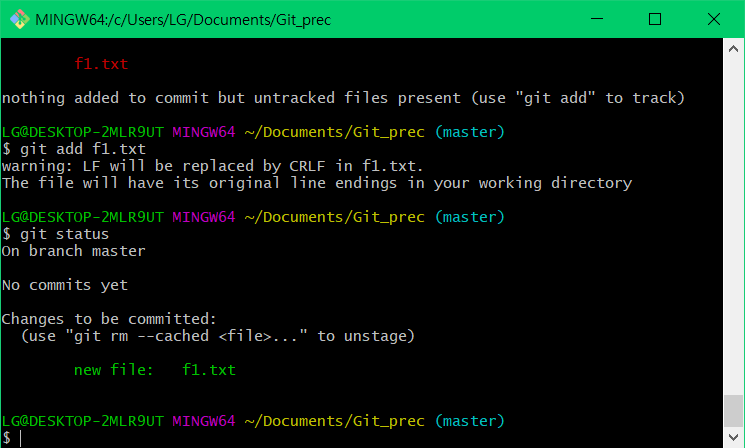 MINGW64:/c/Users/LG/Documents/Git_prec
f1.txt
nothing added to commit but untracked files present (use "git add" to track)
LG@DESKTOP-2MLR9UT MINGW64 ~/Documents/Git_prec (master)
$ git add f1.txt
warning: LF will be replaced by CRLF in f1.txt.
The file will have its original line endings in your working directory
LG@DESKTOP-2MLR9UT MINGW64 ~/Documents/Git_prec (master)
$ git status
On branch master
No commits yet
Changes to be committed:
(use "git rm --cached <file>..." to unstage)
new file: f1.txt
LG@DESKTOP-2MLR9UT MINGW64 ~/Documents/Git_prec (master)
$